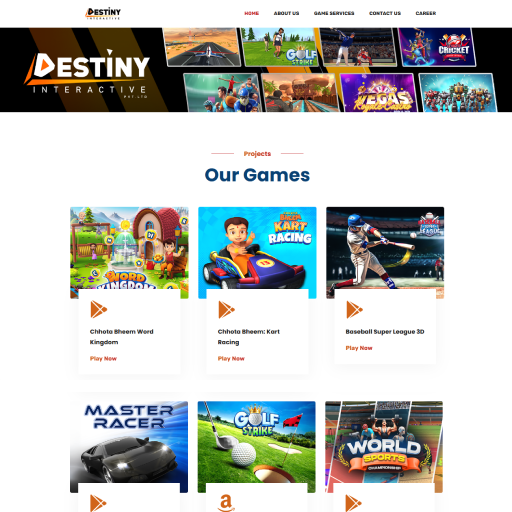 DESTINY
INTERACTIVE
HOME
ABOUT US
GAME SERVICES
CONTACT US
CAREER
DESTINY
INTERACTIVE
PVT. LTD
GOLF
STRIKE
CRICKET
VEGAS
Royale Casino
Projects
Our Games
WORD
KINGDOM
KART
RACING
Chhota Bheem Word
Kingdom
Play Now
Chhota Bheem: Kart
Racing
Play Now
Baseball Super League 3D
Play Now
MASTER
RACER
GOLF
STRIKE
WORLD
SPORTS
CHAMPIONSHIP